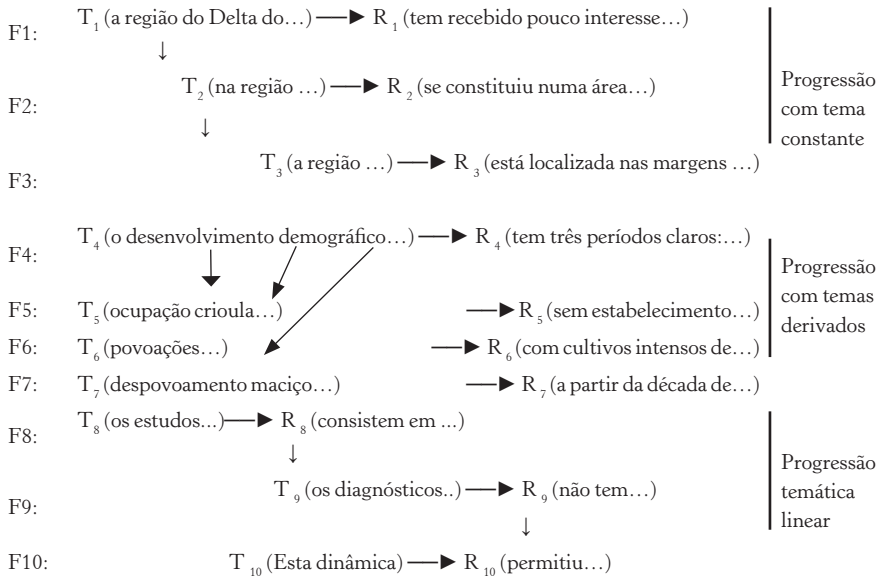 F1: T1 (a região do Delta do…) → R1 (tem recebido pouco interesse…)
↓
F2: T2 (na região …) → R2 (se constituiu numa área…)
Progressão
com tema
constante
↓
F3: T3 (a região …) → R3 (está localizada nas margens …)
F4: T4 (o desenvolvimento demográfico…) → R4 (tem três períodos claros:…)
F5: T5 (ocupação crioula…) → R5 (sem estabelecimento…)
Progressão
com temas
derivados
F6: T6 (povoações…) → R6 (com cultivos intensos de…)
F7: T7 (despovoamento maciço…) → R7 (a partir da década de…)
F8: T8 (os estudos...) → R8 (consistem em ...)
↓
F9: T9 (os diagnósticos..) → R9 (não tem…)
Progressão
temática
linear
↓
F10: T10 (Esta dinâmica) → R10 (permitiu…)